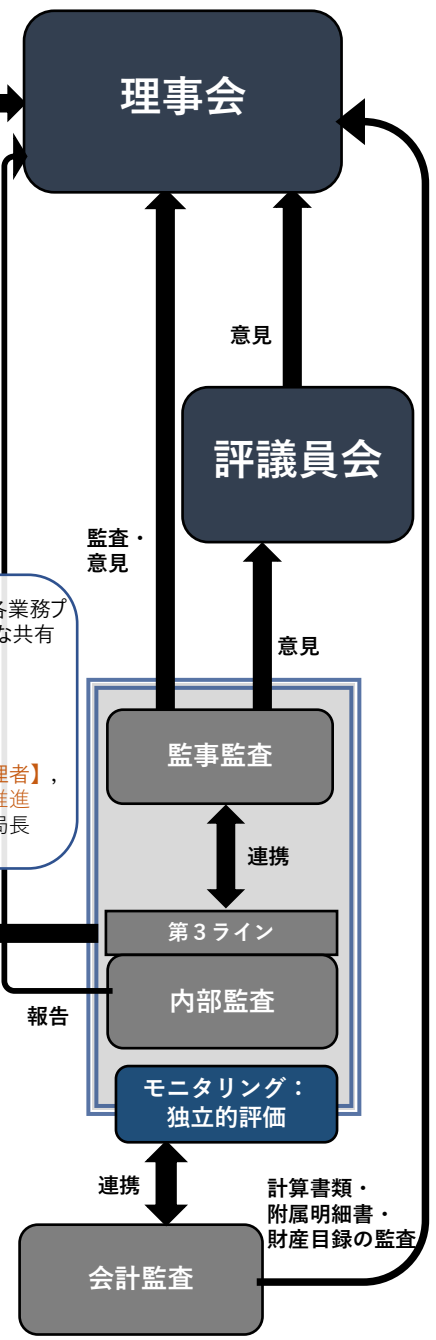 理事会
意見
評議員会
監査・
意見
各業務プ
な共有
意見
監事監査
理者】,
推進
局長
連携
第3ライン
内部監査
報告
モニタリング：
独立的評価
連携
計算書類・
附属明細書・
財産目録の監査
会計監査